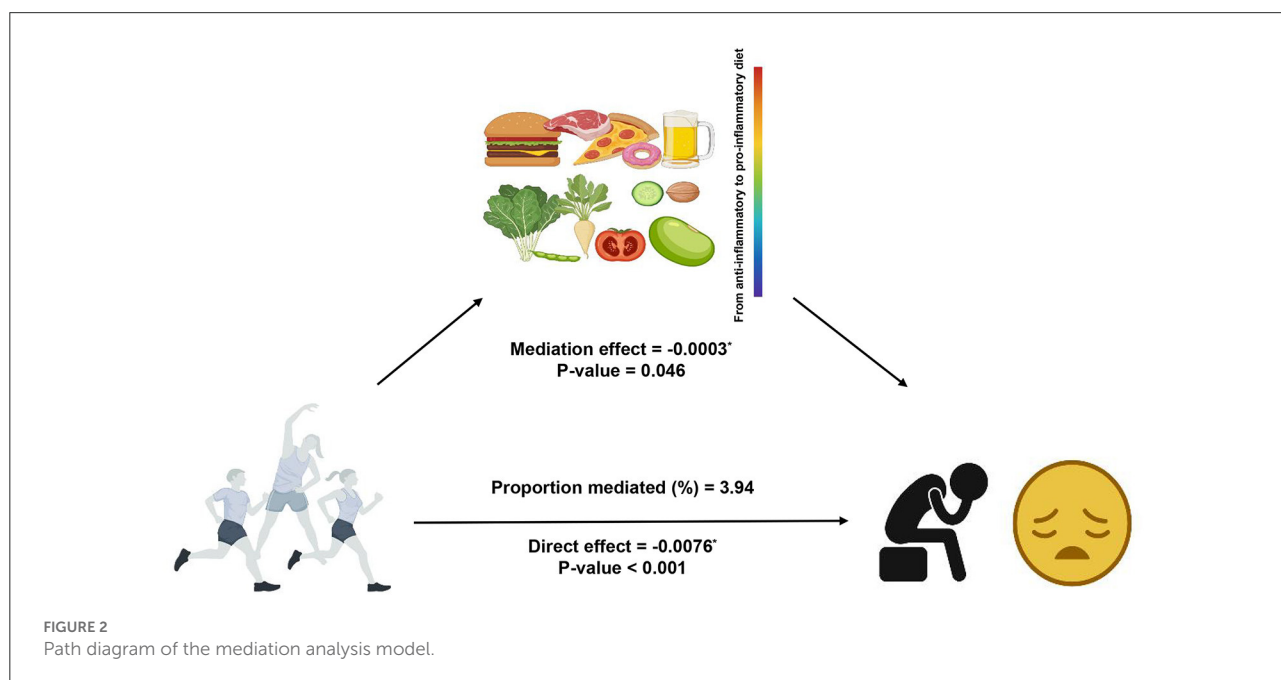 From anti-inflammatory to pro-inflammatory diet
Mediation effect = -0.0003*
P-value = 0.046
Proportion mediated (%) = 3.94
Direct effect = -0.0076*
P-value < 0.001
FIGURE 2
Path diagram of the mediation analysis model.